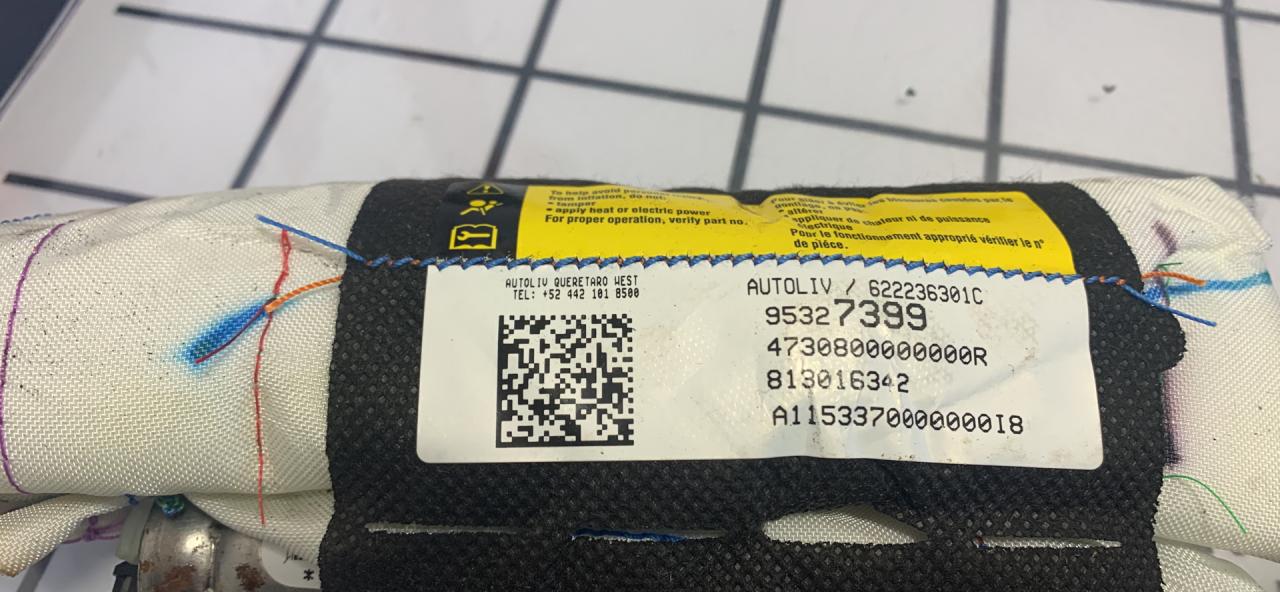 To help avoid
from inflation, do not:
• tamper
• apply heat or electric power
For proper operation, verify part no.
Pour aider à éviter des blessures causées par le
gonflage, ne pas:
• altérer
• appliquer de chaleur ni de puissance
électrique
Pour le fonctionnement approprié vérifier le n°
de pièce.
AUTOLIV QUERETARO WEST
TEL: +52 442 101 8500
AUTOLIV / 622236301C
95327399
4730800000000R
813016342
A1153370000000I8
*